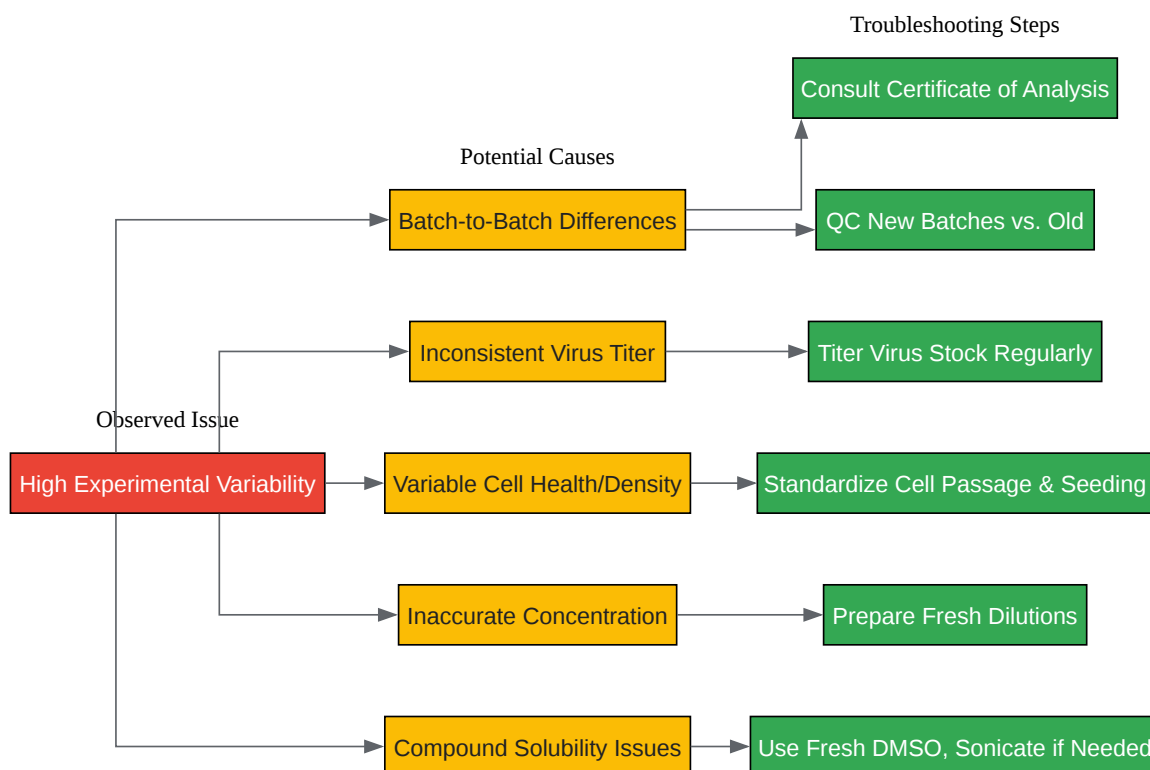 Troubleshooting Steps
Consult Certificate of Analysis
Potential Causes
Batch-to-Batch Differences
QC New Batches vs. Old
Inconsistent Virus Titer
Titer Virus Stock Regularly
Observed Issue
High Experimental Variability
Variable Cell Health/Density
Standardize Cell Passage & Seeding
Inaccurate Concentration
Prepare Fresh Dilutions
Compound Solubility Issues
Use Fresh DMSO, Sonicate if Needed